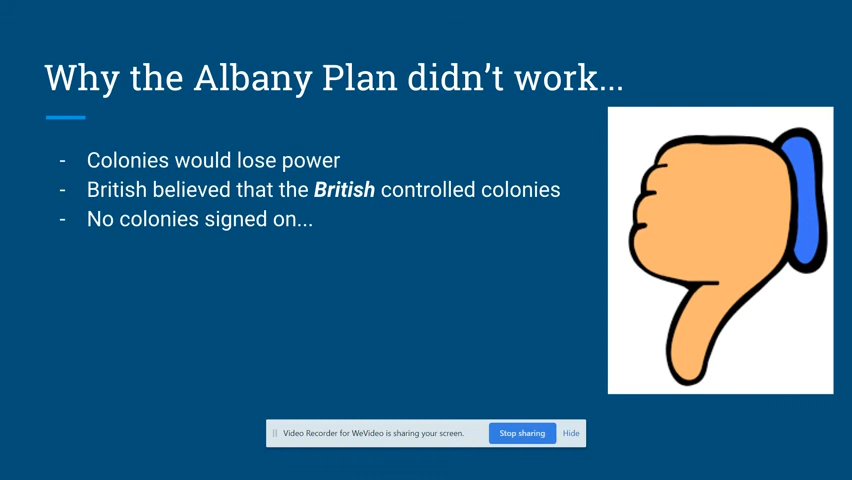 Why the Albany Plan didn't work...
- Colonies would lose power
- British believed that the British controlled colonies
- No colonies signed on...
Video Recorder for WeVideo is sharing your screen. Stop sharing Hide